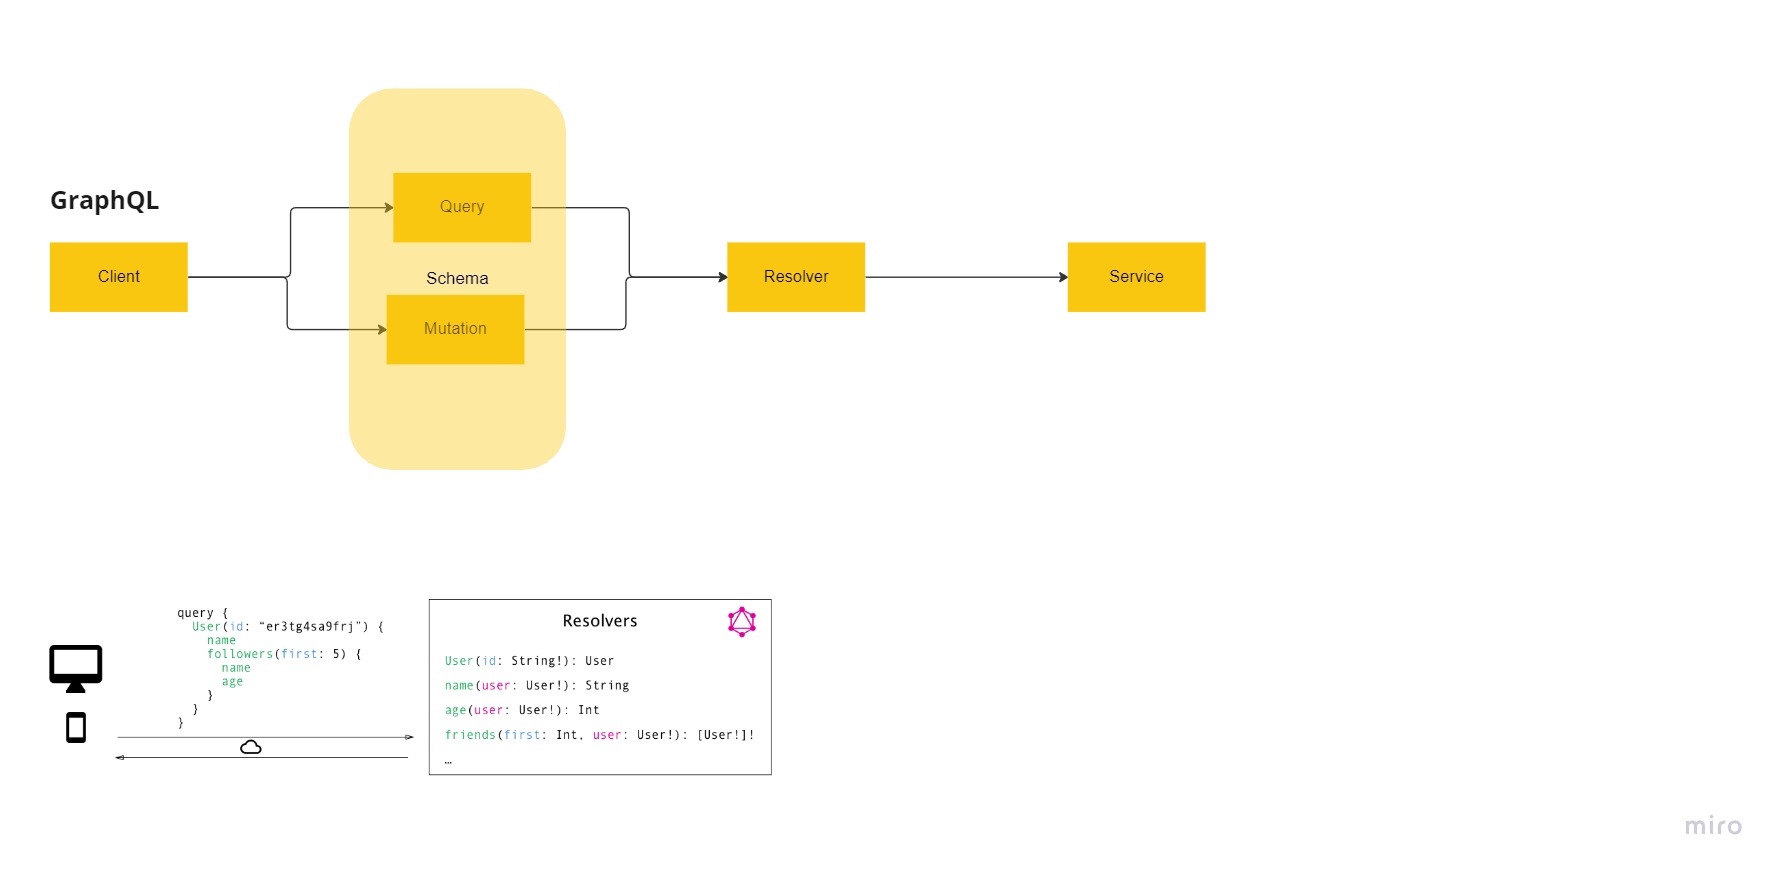 GraphQL
Client
Query
Schema
Mutation
Resolver
Service
query {
User(id: “er3tg4sa9frj”) {
name
followers(first: 5) {
name
age
}
}
}
Resolvers
User(id: String!): User
name(user: User!): String
age(user: User!): Int
friends(first: Int, user: User!): [User!]!
…
miro